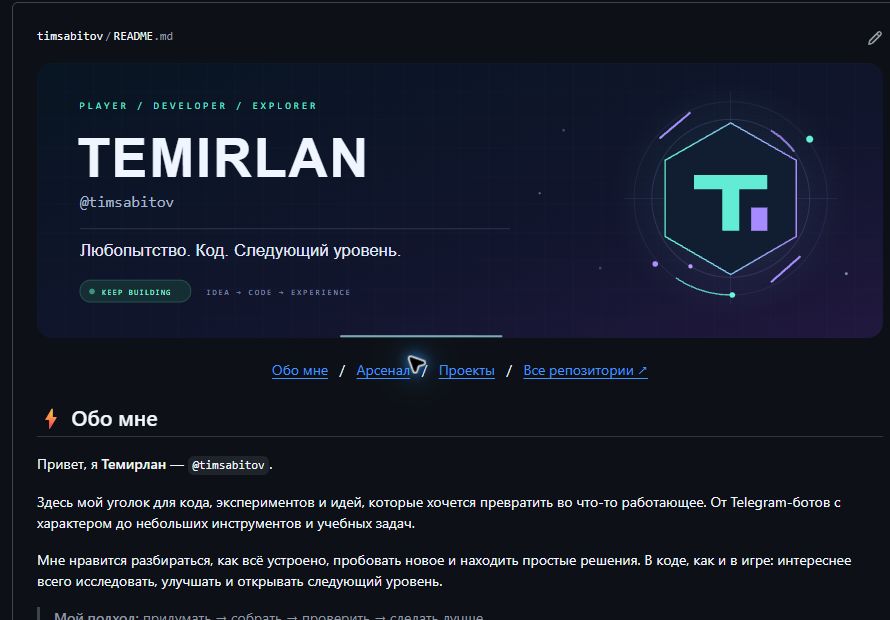 timsabitov/README.md
PLAYER / DEVELOPER / EXPLORER
TEMIRLAN
@timsabitov
Любопытство. Код. Следующий уровень.
KEEP BUILDING
IDEA → CODE → EXPERIENCE
T
Обо мне / Арсенал / Проекты / Все репозитории ↗
⚡ Обо мне
Привет, я Темирлан — @timsabitov.
Здесь мой уголок для кода, экспериментов и идей, которые хочется превратить во что-то работающее. От Telegram-ботов с
характером до небольших инструментов и учебных задач.
Мне нравится разбираться, как всё устроено, пробовать новое и находить простые решения. В коде, как и в игре: интереснее
всего исследовать, улучшать и открывать следующий уровень.
Мой подход: придумать → собрать → проверить → сделать лучше.